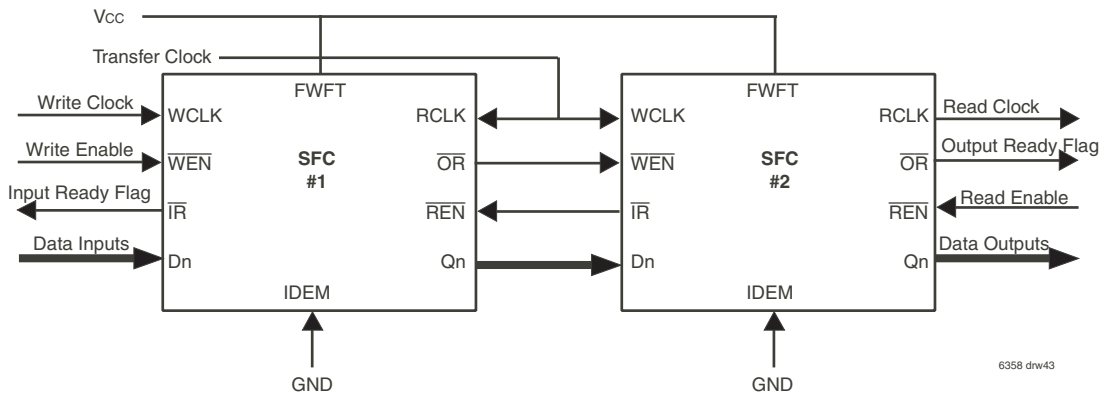 Vcc
Transfer Clock
FWFT
FWFT
Write Clock
WCLK
RCLK
WCLK
RCLK
Read Clock
Write Enable
WEN
SFC
#1
OR
WEN
SFC
#2
OR
Output Ready Flag
Input Ready Flag
IR
REN
IR
REN
Read Enable
Data Inputs
Dn
Qn
Dn
Qn
Data Outputs
IDEM
IDEM
GND
GND
6358 drw43